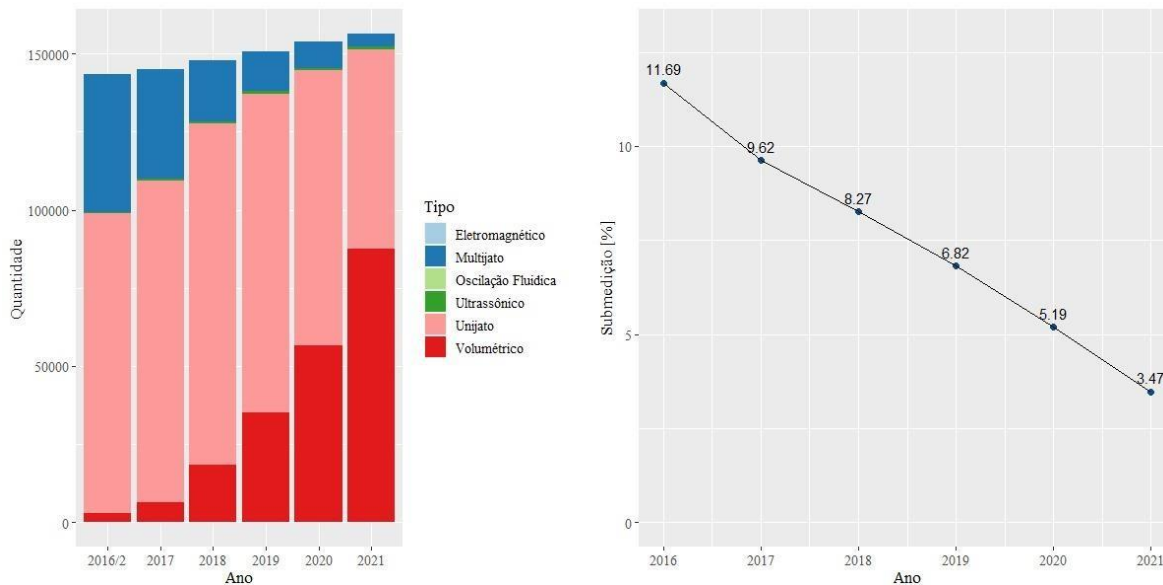 Quantidade
150000
100000
50000
0
2016/2
2017
2018
2019
2020
2021
Ano
Tipo
Eletromagnético
Multijato
Oscilação Fluidica
Ultrassônico
Unijato
Volumétrico
Submedição [%]
10
5
0
11.69
9.62
8.27
6.82
5.19
3.47
2016
2017
2018
2019
2020
2021
Ano